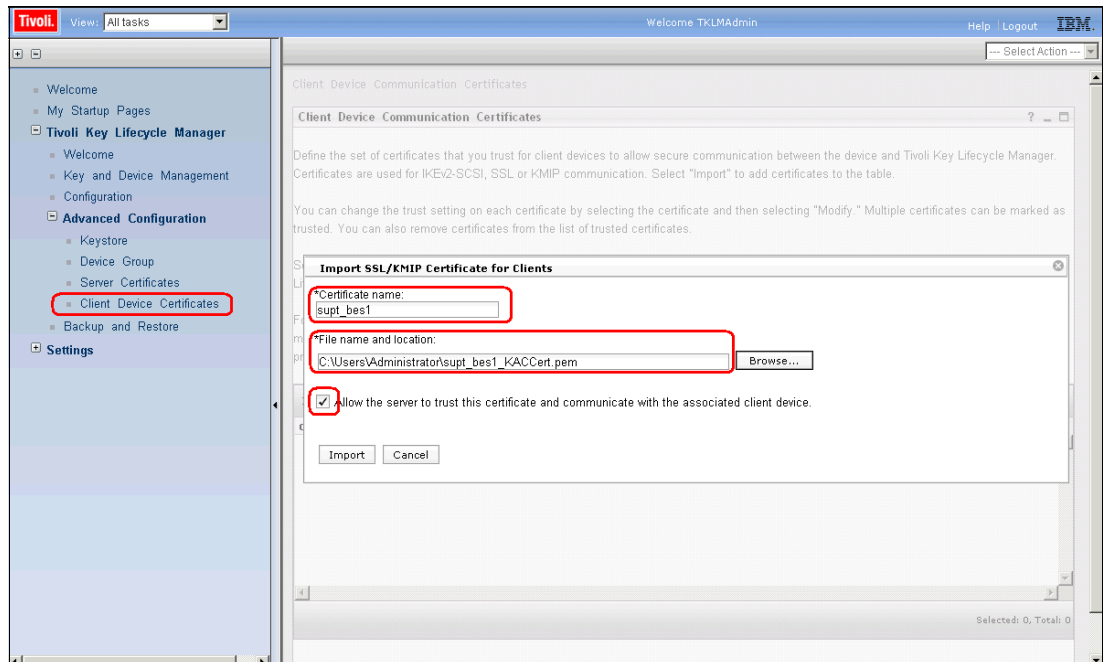 Tivoli. View: All tasks Welcome TKLMAdmin Help Logout IBM.
--- Select Action ---
Welcome
My Startup Pages
Tivoli Key Lifecycle Manager
Welcome
Key and Device Management
Configuration
Advanced Configuration
Keystore
Device Group
Server Certificates
Client Device Certificates
Backup and Restore
Settings
Client Device Communication Certificates
Client Device Communication Certificates
Define the set of certificates that you trust for client devices to allow secure communication between the device and Tivoli Key Lifecycle Manager.
Certificates are used for IKEv2-SCSI, SSL or KMIP communication. Select "Import" to add certificates to the table.
You can change the trust setting on each certificate by selecting the certificate and then selecting "Modify." Multiple certificates can be marked as
trusted. You can also remove certificates from the list of trusted certificates.
Import SSL/KMIP Certificate for Clients
*Certificate name:
supt_bes1
*File name and location:
C:\Users\Administrator\supt_bes1_KACCert.pem Browse...
Allow the server to trust this certificate and communicate with the associated client device.
Import Cancel
Selected: 0, Total: 0